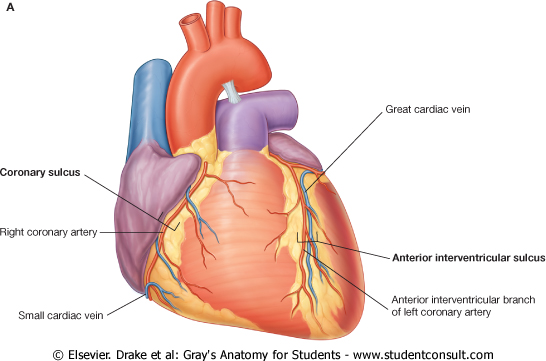 A
Great cardiac vein
Coronary sulcus
Right coronary artery
Anterior interventricular sulcus
Anterior interventricular branch
of left coronary artery
Small cardiac vein
© Elsevier. Drake et al: Gray's Anatomy for Students - www.studentconsult.com